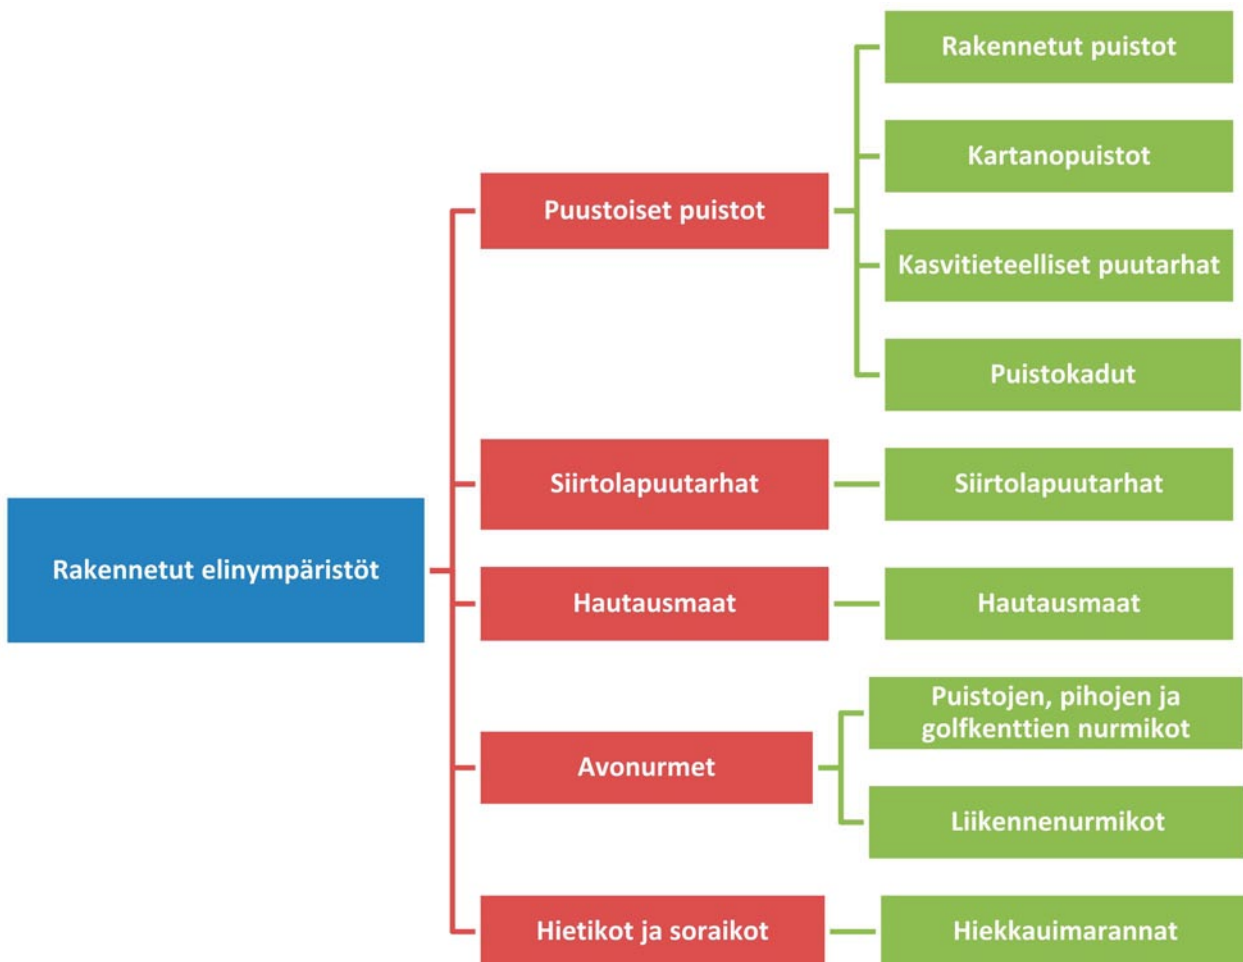 Rakennetut elinympäristöt
Puustoiset puistot
Rakennetut puistot
Kartanopuistot
Kasvitieteelliset puutarhat
Puistokadut
Siirtolapuutarhat
Siirtolapuutarhat
Hautausmaat
Hautausmaat
Avonurmet
Puistojen, pihojen ja
golfkenttien nurmikot
Liikennenurmikot
Hietikot ja soraikot
Hiekkauimarannat